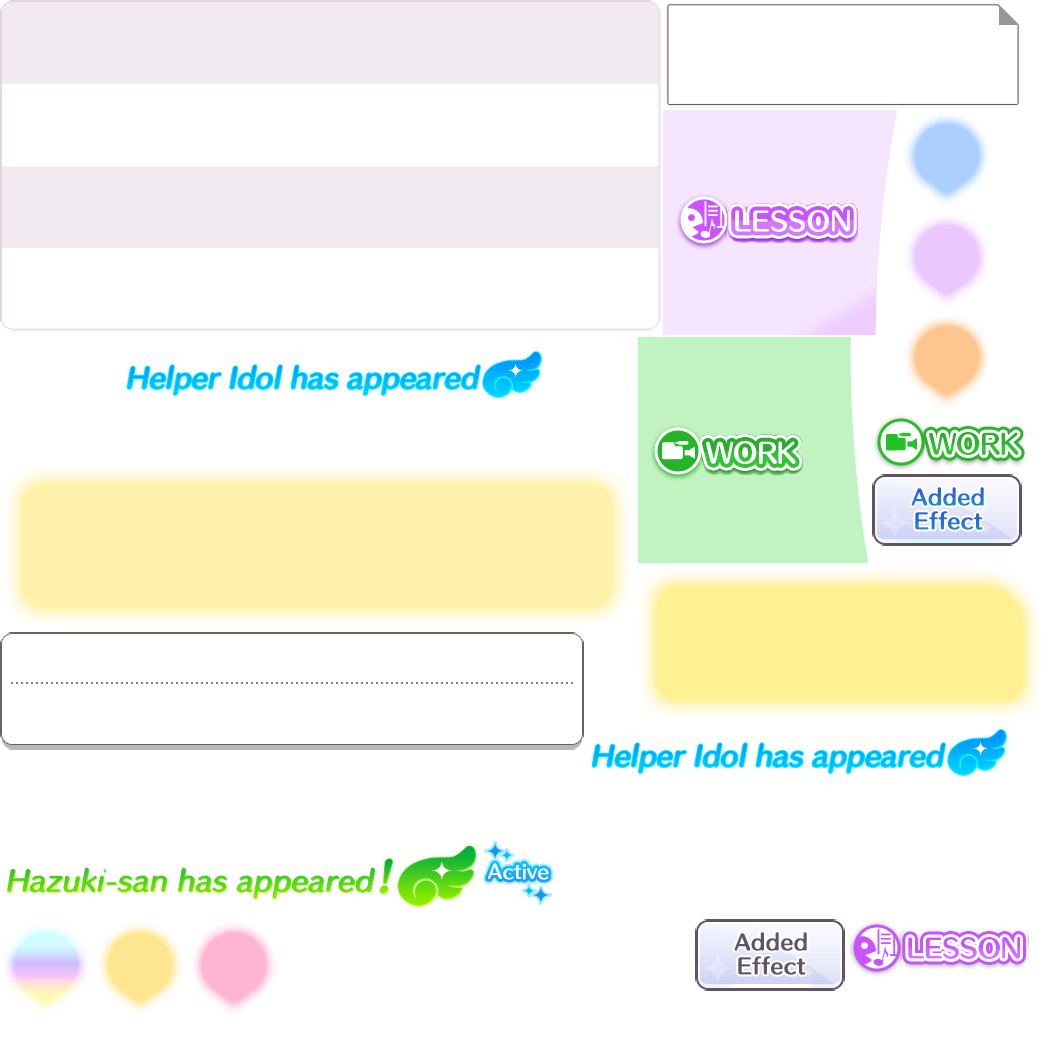 LESSON
Helper Idol has appeared
WORK
WORK
Added
Effect
Helper Idol has appeared
Hazuki-san has appeared!
Active
Added
Effect
LESSON